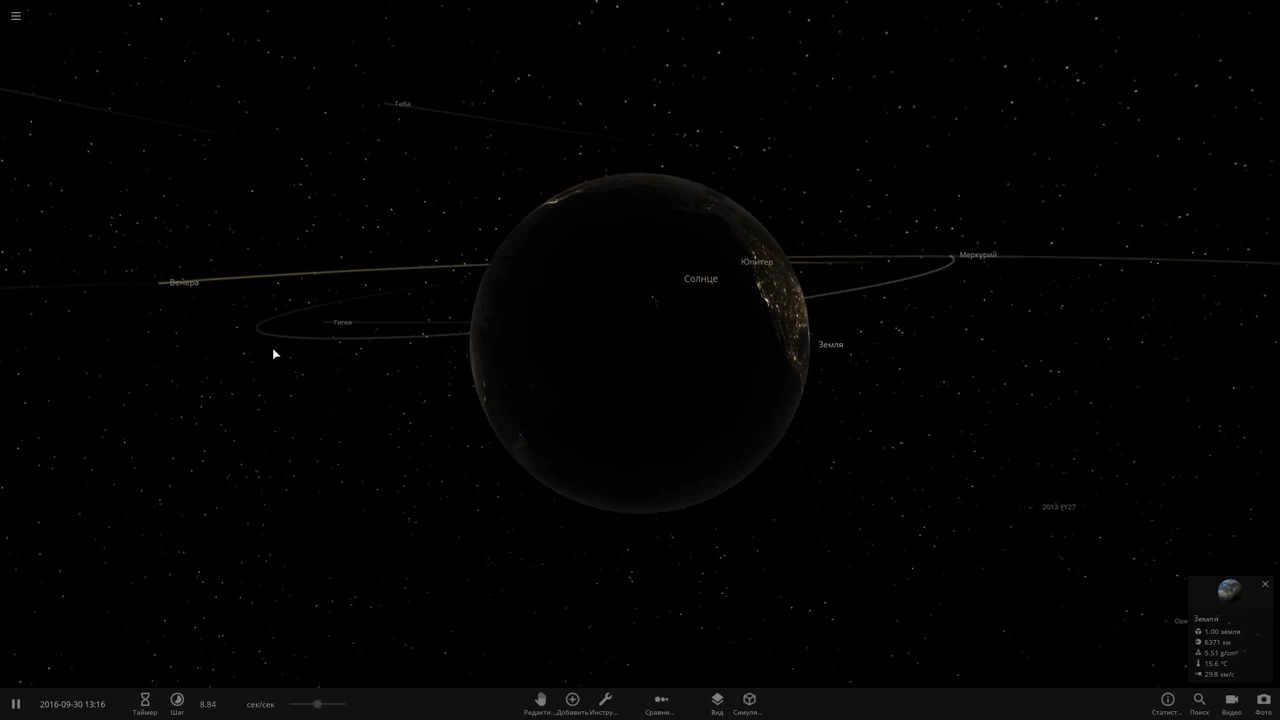 Геба
Юпитер
Меркурий
Солнце
Венера
Гигея
Земля
2013 FY27
Земля
1.00 земля
6371 км
5.51 g/cm³
15.6 °C
29.8 км/с
2016-09-30 13:16
Таймер
Шаг
8.84
сек/сек
Редакти...
Добавить
Инстру...
Сравне...
Вид
Симуля...
Статист...
Поиск
Видео
Фото